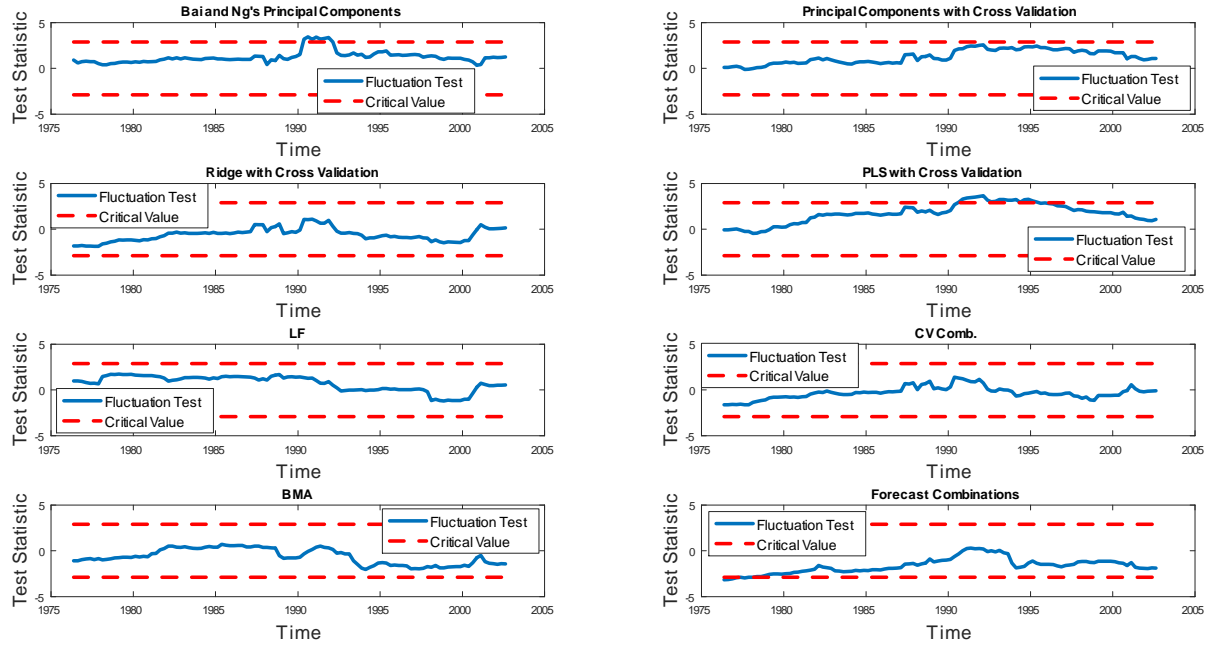 Bai and Ng's Principal Components
Test Statistic
5
0
-5
Fluctuation Test
Critical Value
1975 1980 1985 1990 1995 2000 2005
Time
Principal Components with Cross Validation
Test Statistic
5
0
-5
Fluctuation Test
Critical Value
1975 1980 1985 1990 1995 2000 2005
Time
Ridge with Cross Validation
Test Statistic
5
0
-5
Fluctuation Test
Critical Value
1975 1980 1985 1990 1995 2000 2005
Time
PLS with Cross Validation
Test Statistic
5
0
-5
Fluctuation Test
Critical Value
1975 1980 1985 1990 1995 2000 2005
Time
LF
Test Statistic
5
0
-5
Fluctuation Test
Critical Value
1975 1980 1985 1990 1995 2000 2005
Time
CV Comb.
Test Statistic
5
0
-5
Fluctuation Test
Critical Value
1975 1980 1985 1990 1995 2000 2005
Time
BMA
Test Statistic
5
0
-5
Fluctuation Test
Critical Value
1975 1980 1985 1990 1995 2000 2005
Time
Forecast Combinations
Test Statistic
5
0
-5
Fluctuation Test
Critical Value
1975 1980 1985 1990 1995 2000 2005
Time